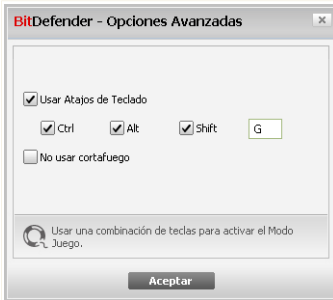 BitDefender - Opciones Avanzadas
Usar Atajos de Teclado
Ctrl Alt Shift G
No usar cortafuego
Usar una combinación de teclas para activar el Modo
Juego.
Aceptar